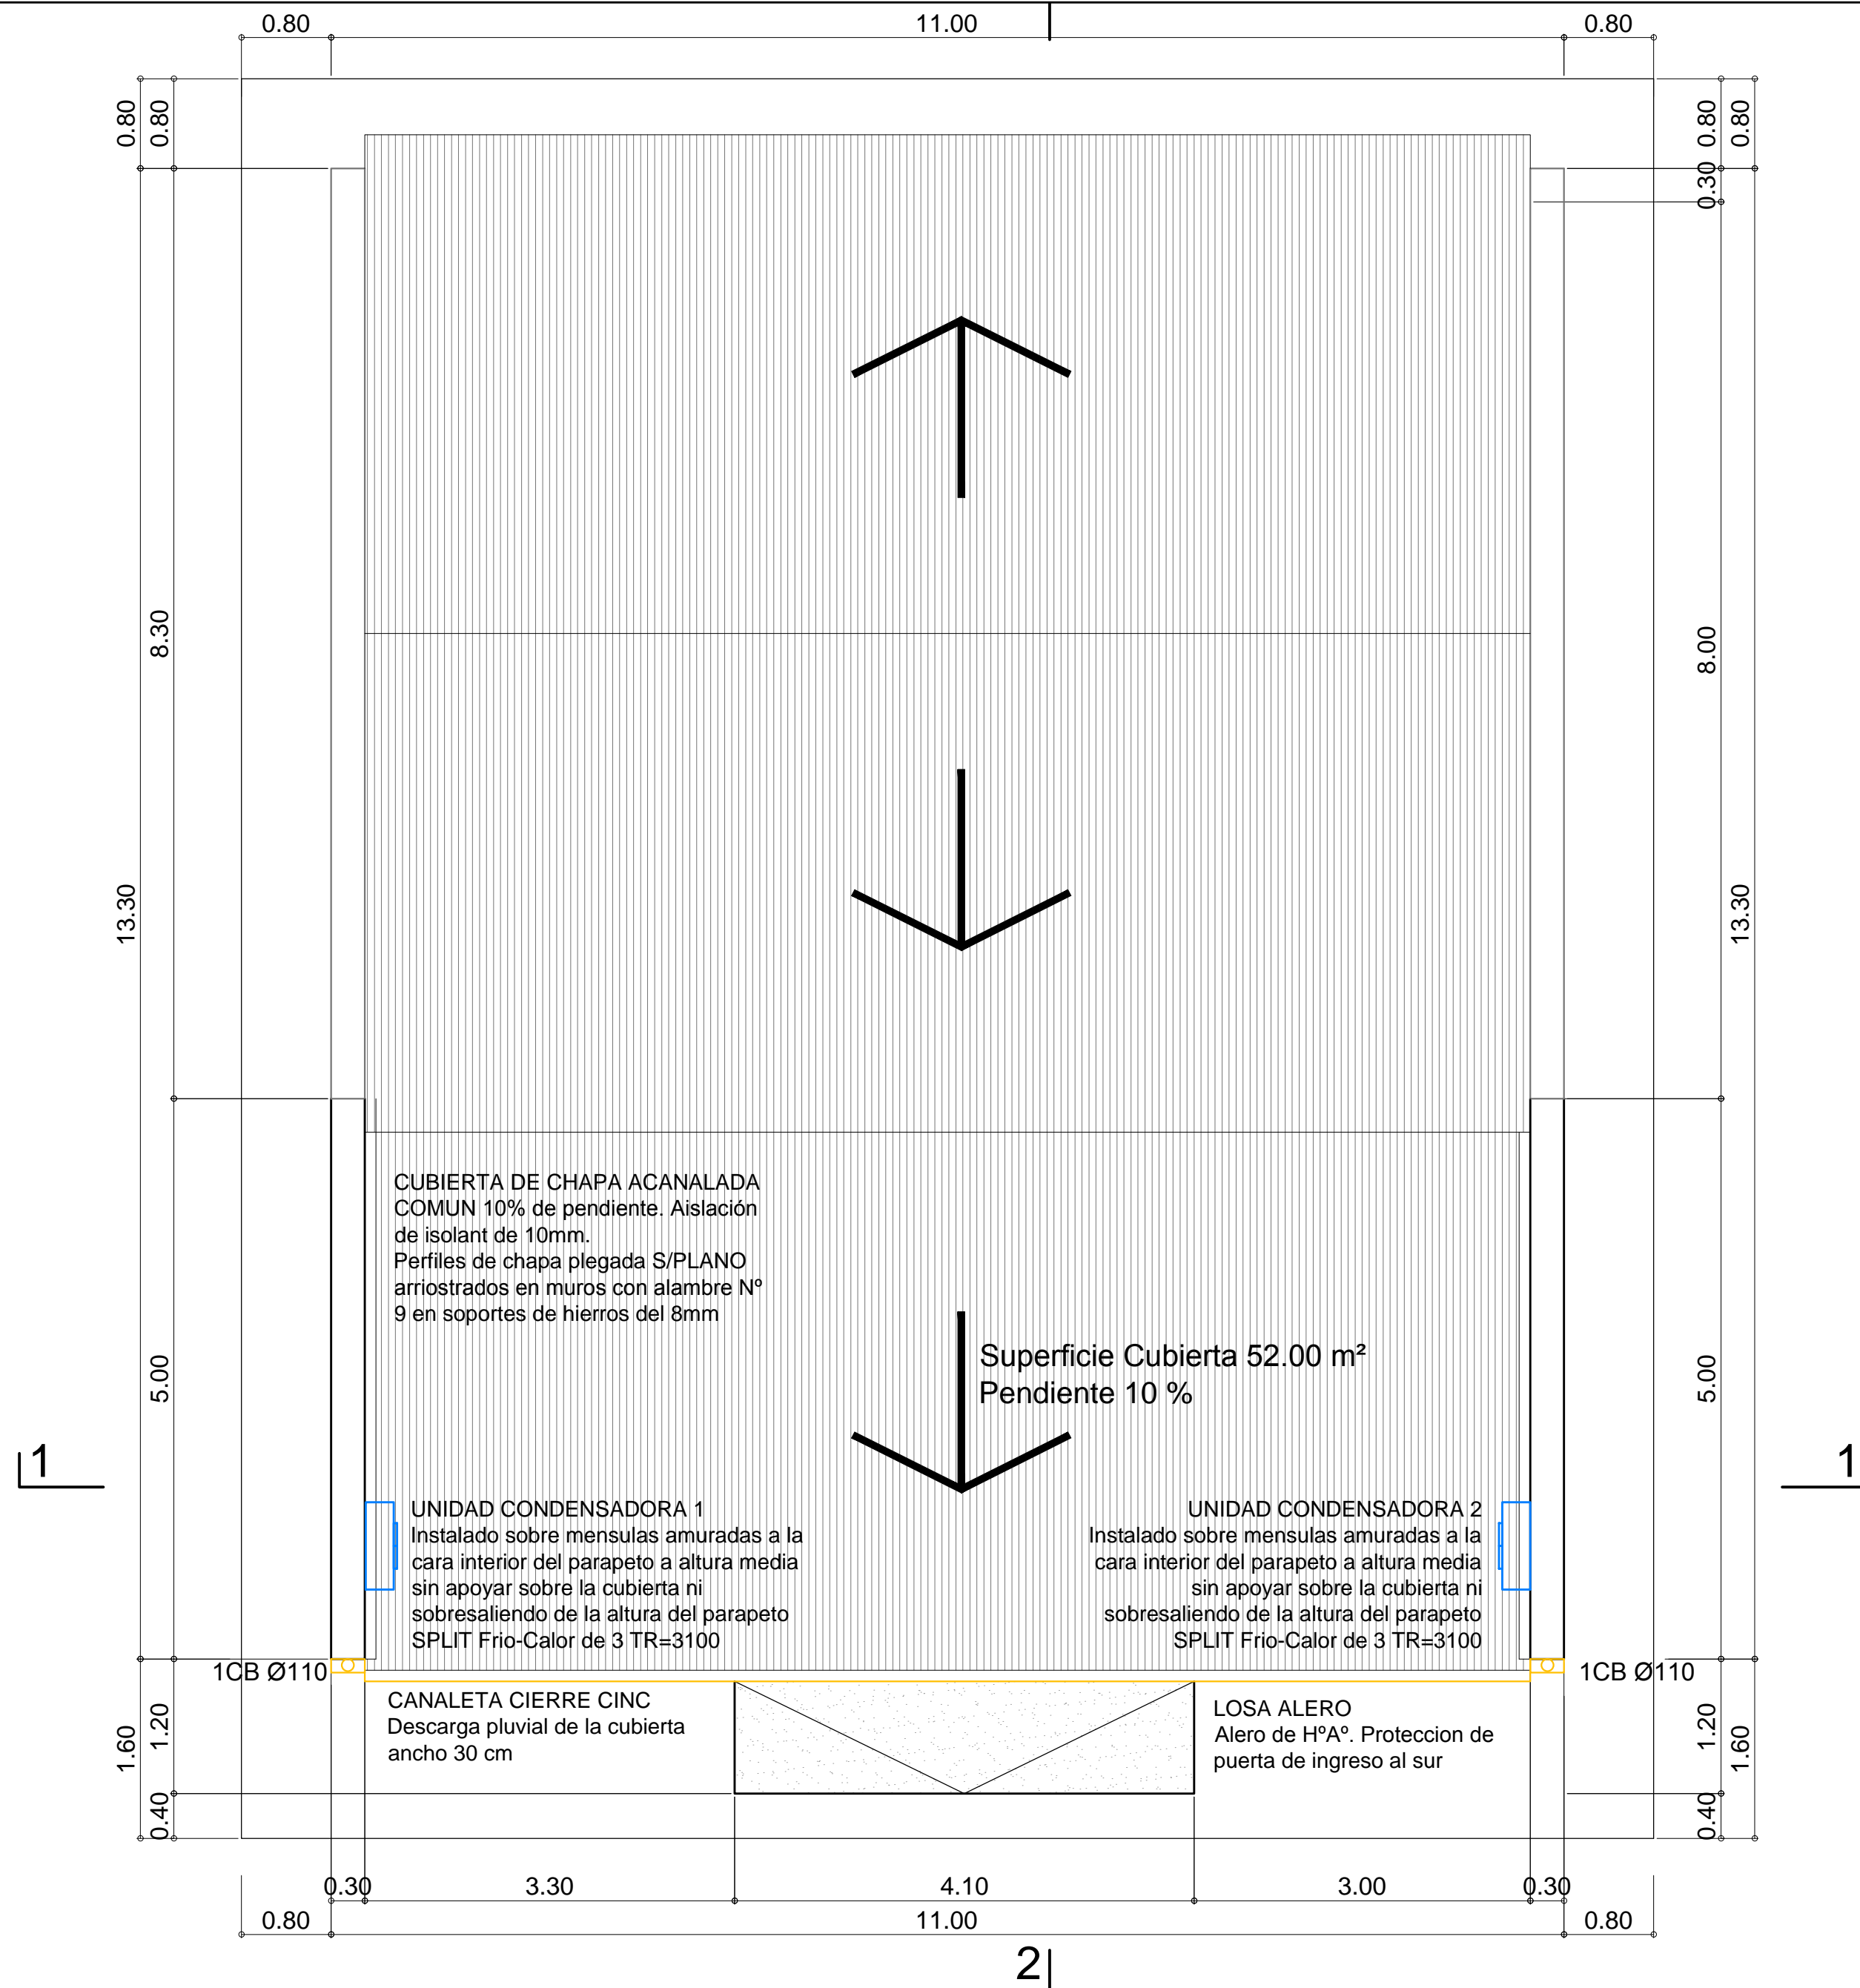 0.80
11.00
0.80
0.80
0.80
0.80
0.80
0.30
8.30
8.00
13.30
13.30
CUBIERTA DE CHAPA ACANALADA
COMUN 10% de pendiente. Aislación
de isolant de 10mm.
Perfiles de chapa plegada S/PLANO
arriostrados en muros con alambre Nº
9 en soportes de hierros del 8mm
Superficie Cubierta 52.00 m²
Pendiente 10 %
5.00
5.00
1
1
UNIDAD CONDENSADORA 1
Instalado sobre mensulas amuradas a la
cara interior del parapeto a altura media
sin apoyar sobre la cubierta ni
sobresaliendo de la altura del parapeto
SPLIT Frio-Calor de 3 TR=3100
UNIDAD CONDENSADORA 2
Instalado sobre mensulas amuradas a la
cara interior del parapeto a altura media
sin apoyar sobre la cubierta ni
sobresaliendo de la altura del parapeto
SPLIT Frio-Calor de 3 TR=3100
1CB Ø110
1CB Ø110
CANALETA CIERRE CINC
Descarga pluvial de la cubierta
ancho 30 cm
LOSA ALERO
Alero de HºAº. Proteccion de
puerta de ingreso al sur
1.60
1.20
1.20
1.60
0.40
0.40
0.30
3.30
4.10
3.00
0.30
0.80
11.00
0.80
2